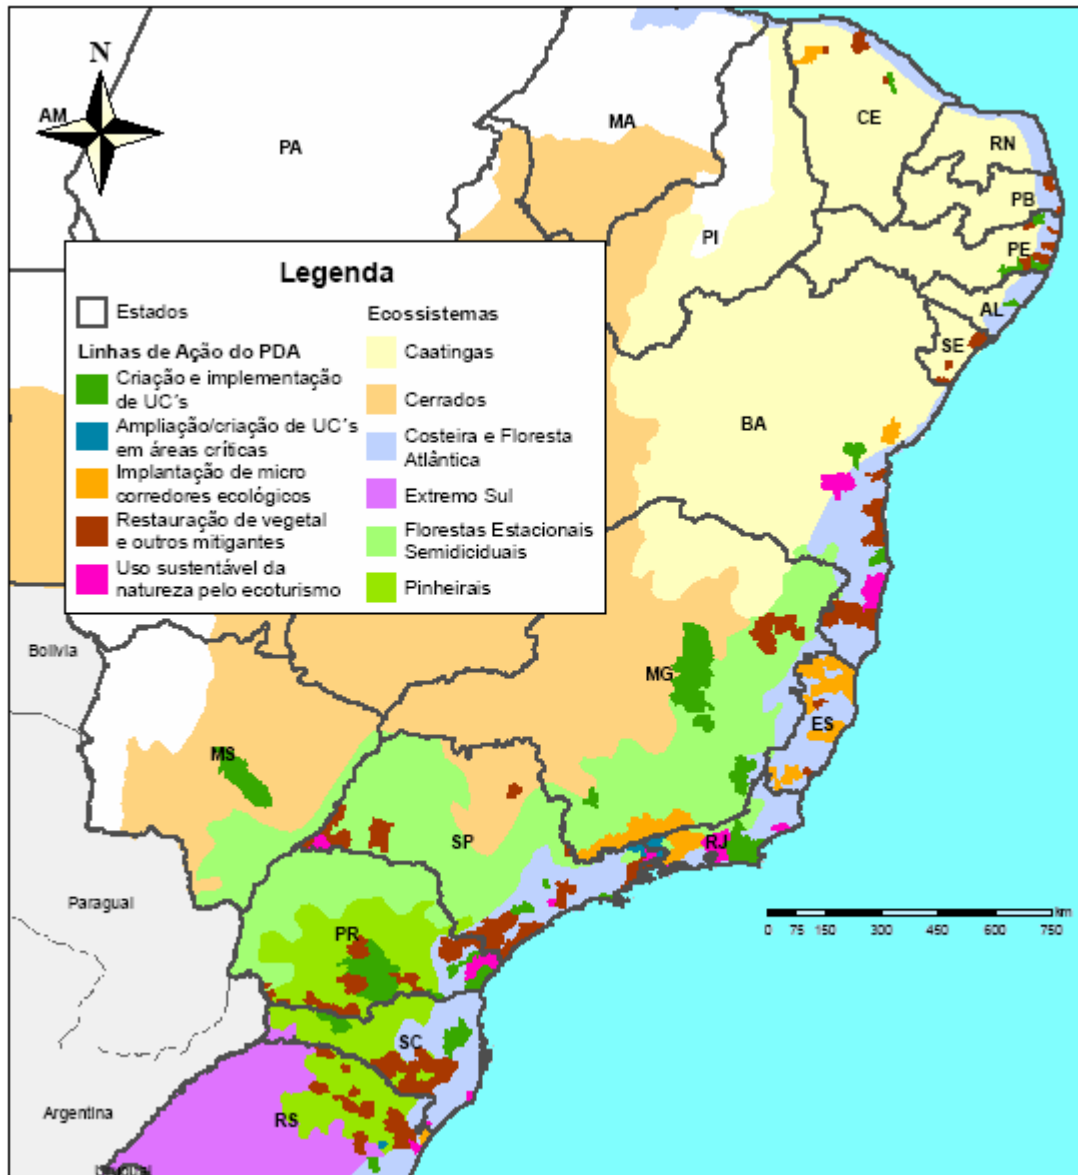 N
AM
PA
MA
CE
RN
PB
PI
PE
AL
SE
BA
Legenda
Estados
Linhas de Ação do PDA
Criação e implementação
de UC´s
Ampliação/criação de UC´s
em áreas críticas
Implantação de micro
corredores ecológicos
Restauração de vegetal
e outros mitigantes
Uso sustentável da
natureza pelo ecoturismo
Ecossistemas
Caatingas
Cerrados
Costeira e Floresta
Atlântica
Extremo Sul
Florestas Estacionais
Semidiciduais
Pinheirais
Bolivia
MG
ES
MS
SP
RJ
Paragual
km
0 75 150 300 450 600 750
PR
SC
Argentina
RS